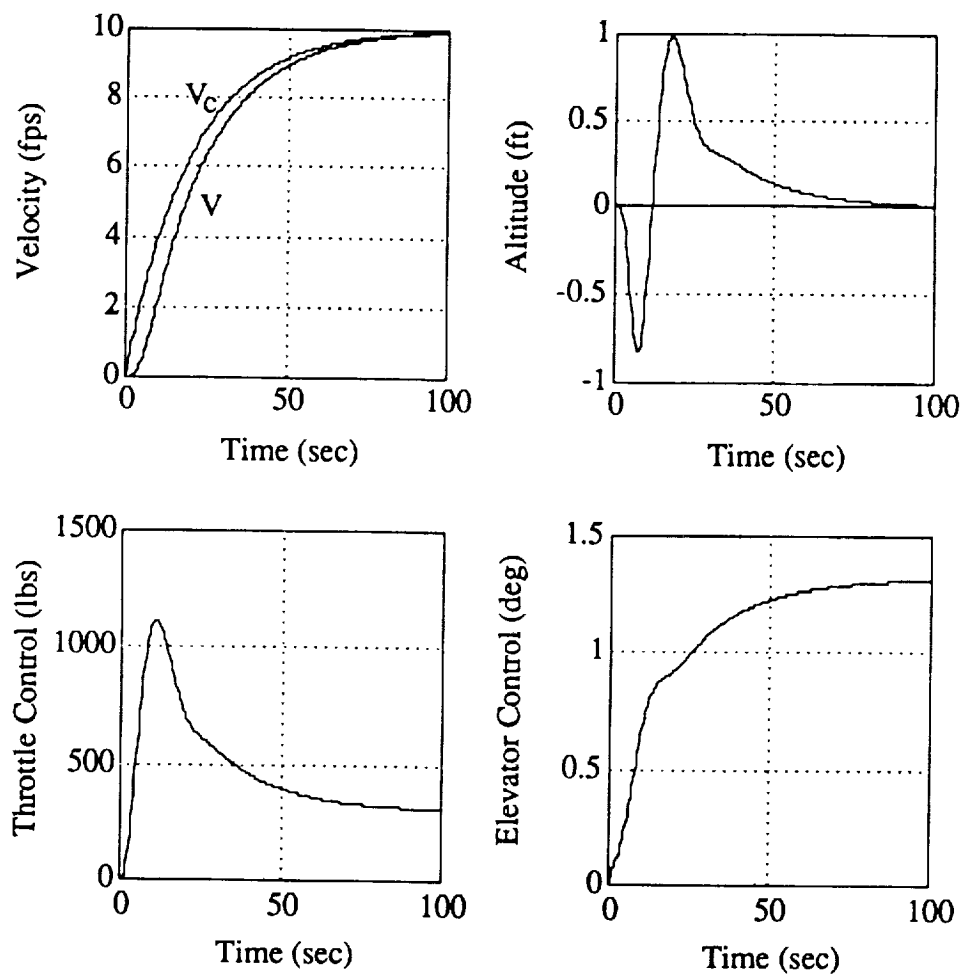 Velocity (fps)
10
8
6
4
2
0
V_C
V
0 50 100
Time (sec)
Altitude (ft)
1
0.5
0
-0.5
-1
0 50 100
Time (sec)
Throttle Control (lbs)
1500
1000
500
0
0 50 100
Time (sec)
Elevator Control (deg)
1.5
1
0.5
0
0 50 100
Time (sec)